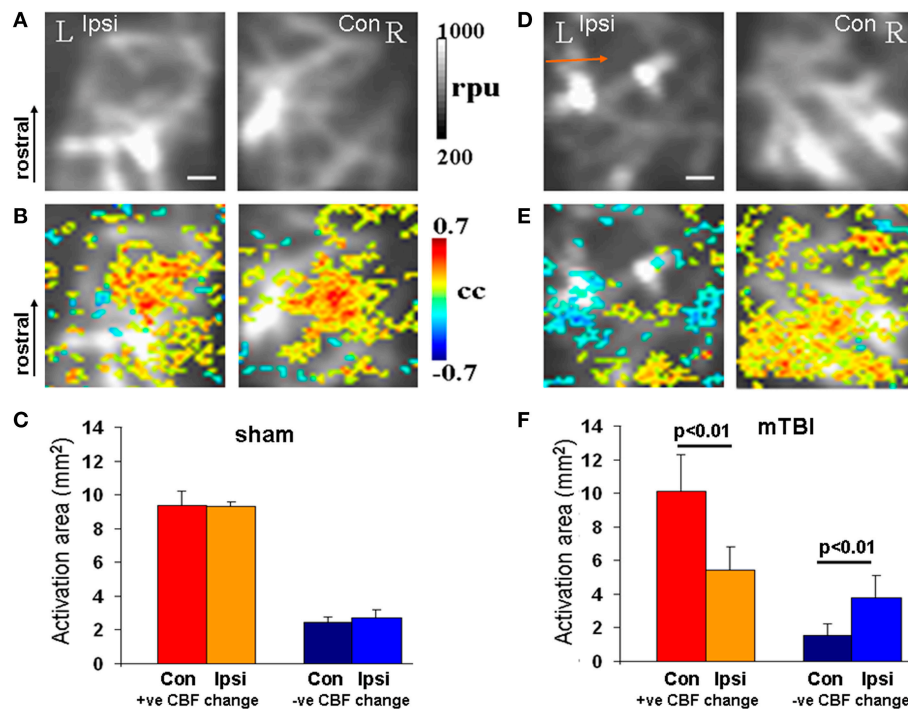 A
L Ipsi
Con R
1000
rpu
200
rostral
D
L Ipsi
Con R
B
0.7
cc
-0.7
rostral
E
C
sham
Activation area (mm²)
14
12
10
8
6
4
2
0
Con Ipsi
Con Ipsi
+ve CBF change
-ve CBF change
F
mTBI
p<0.01
p<0.01
Activation area (mm²)
14
12
10
8
6
4
2
0
Con Ipsi
Con Ipsi
+ve CBF change
-ve CBF change